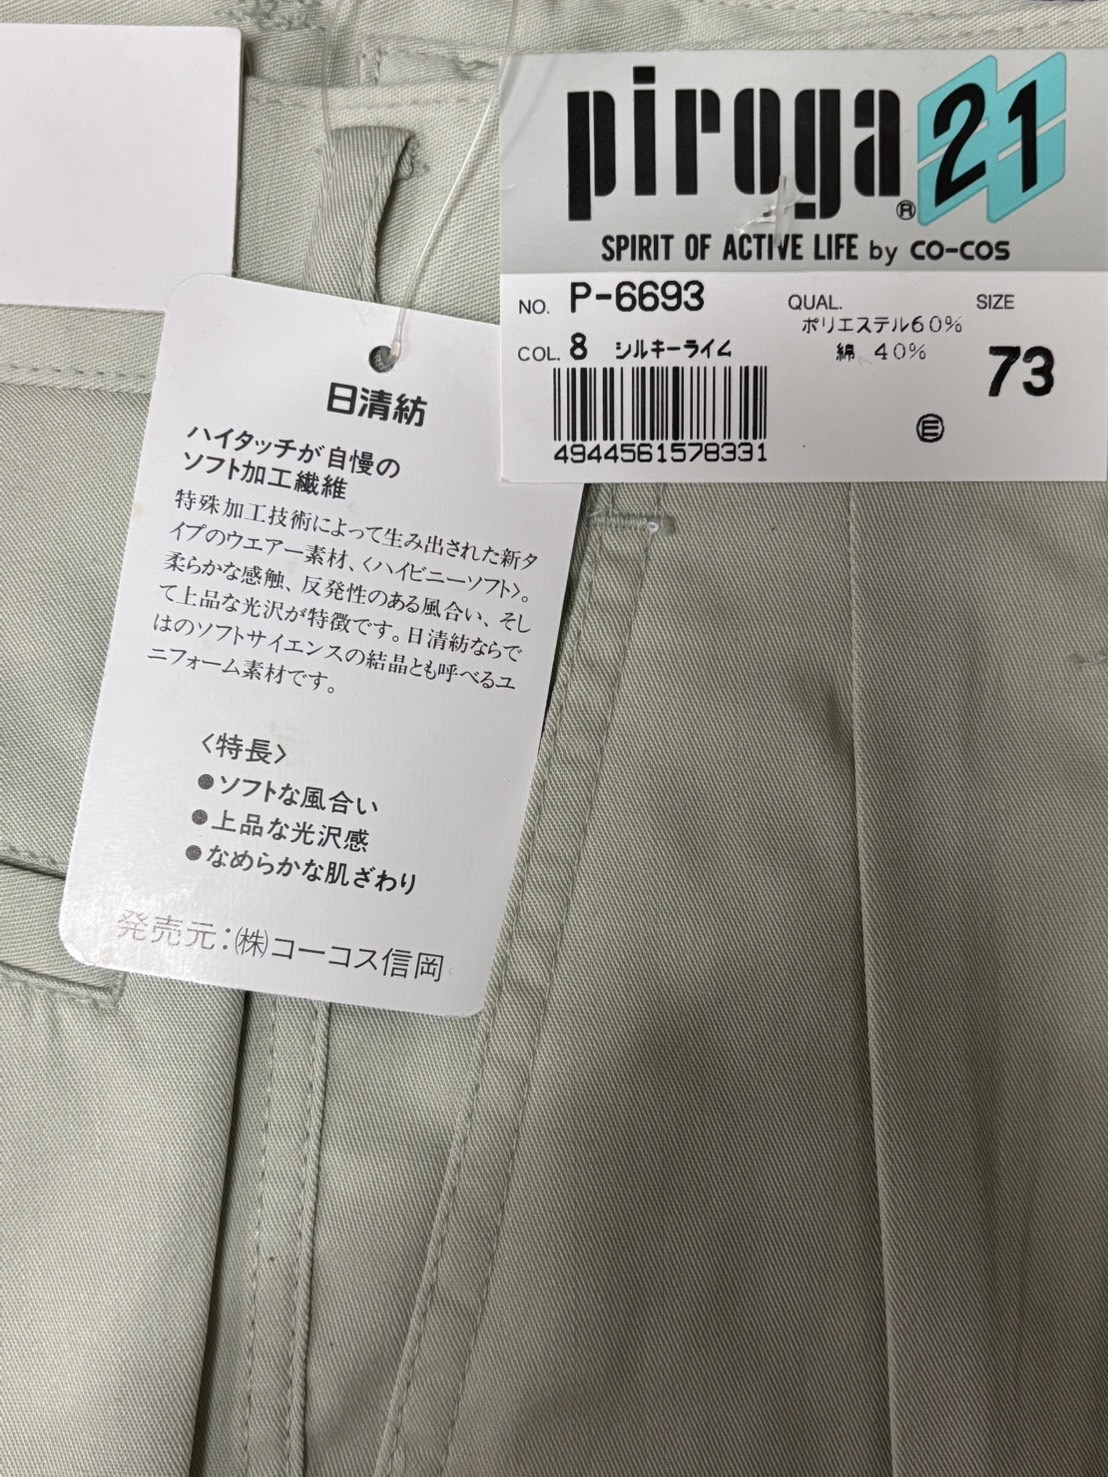 piroga 21
®
SPIRIT OF ACTIVE LIFE by CO-COS
NO. P-6693
QUAL.
ポリエステル60%
綿 40%
SIZE
73
COL. 8 シルキーライム
E
4944561578331
日清紡
ハイタッチが自慢の
ソフト加工繊維
特殊加工技術によって生み出された新タ
イプのウエアー素材、〈ハイビニーソフト〉。
柔らかな感触、反発性のある風合い、そし
て上品な光沢が特徴です。日清紡ならで
はのソフトサイエンスの結晶とも呼べるユ
ニフォーム素材です。
〈特長〉
●ソフトな風合い
●上品な光沢感
●なめらかな肌ざわり
発売元:㈱コーコス信岡